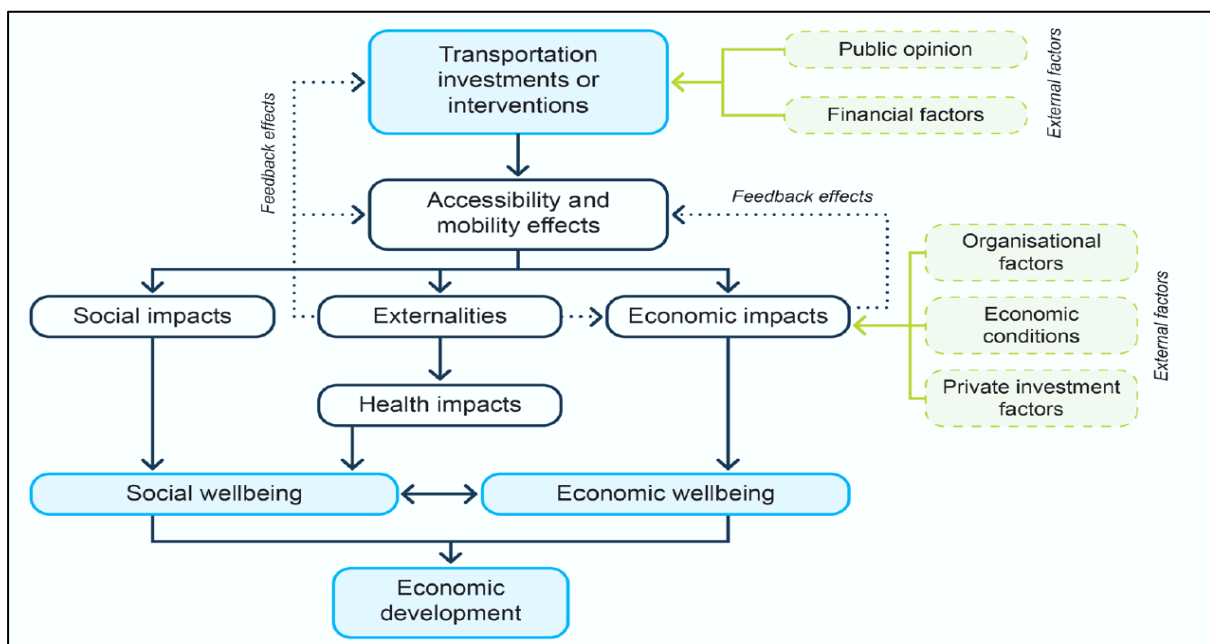 Transportation
investments or
interventions
Public opinion
Financial factors
External factors
Feedback effects
Accessibility and
mobility effects
Feedback effects
Organisational
factors
Economic
conditions
Private investment
factors
External factors
Social impacts
Externalities
Economic impacts
Health impacts
Social wellbeing
Economic wellbeing
Economic
development